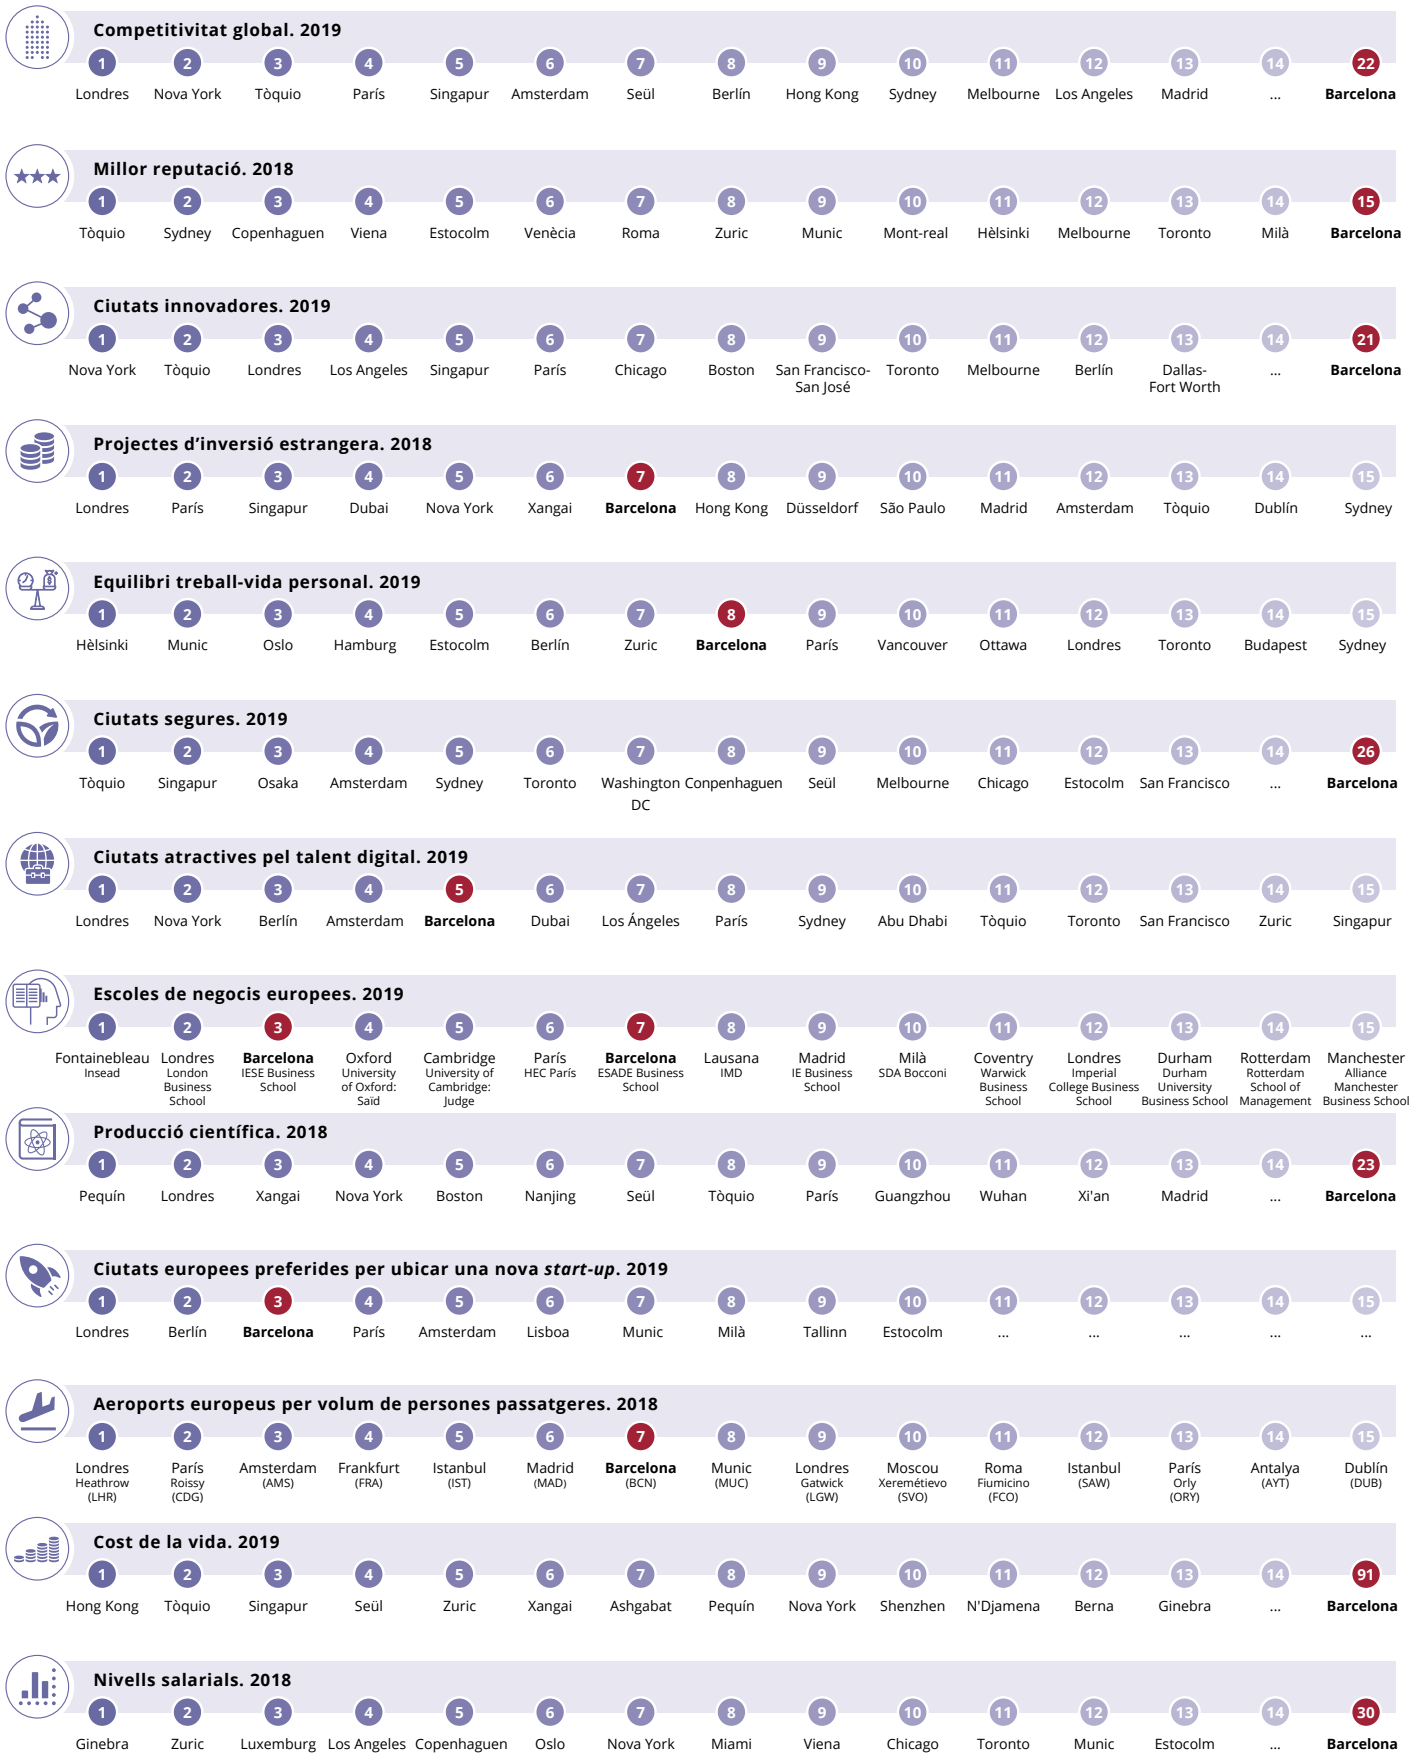 Competitivitat global. 2019
1 2 3 4 5 6 7 8 9 10 11 12 13 14 22
Londres Nova York Tòquio París Singapur Amsterdam Seül Berlín Hong Kong Sydney Melbourne Los Angeles Madrid ... Barcelona
Millor reputació. 2018
1 2 3 4 5 6 7 8 9 10 11 12 13 14 15
Tòquio Sydney Copenhaguen Viena Estocolm Venècia Roma Zuric Munic Mont-real Hèlsinki Melbourne Toronto Milà Barcelona
Ciutats innovadores. 2019
1 2 3 4 5 6 7 8 9 10 11 12 13 14 21
Nova York Tòquio Londres Los Angeles Singapur París Chicago Boston San Francisco- Toronto Melbourne Berlín Dallas- ... Barcelona
San José Fort Worth
Projectes d’inversió estrangera. 2018
1 2 3 4 5 6 7 8 9 10 11 12 13 14 15
Londres París Singapur Dubai Nova York Xangai Barcelona Hong Kong Düsseldorf São Paulo Madrid Amsterdam Tòquio Dublín Sydney
Equilibri treball-vida personal. 2019
1 2 3 4 5 6 7 8 9 10 11 12 13 14 15
Hèlsinki Munic Oslo Hamburg Estocolm Berlín Zuric Barcelona París Vancouver Ottawa Londres Toronto Budapest Sydney
Ciutats segures. 2019
1 2 3 4 5 6 7 8 9 10 11 12 13 14 26
Tòquio Singapur Osaka Amsterdam Sydney Toronto Washington Conpenhaguen Seül Melbourne Chicago Estocolm San Francisco ... Barcelona
DC
Ciutats atractives pel talent digital. 2019
1 2 3 4 5 6 7 8 9 10 11 12 13 14 15
Londres Nova York Berlín Amsterdam Barcelona Dubai Los Ángeles París Sydney Abu Dhabi Tòquio Toronto San Francisco Zuric Singapur
Escoles de negocis europees. 2019
1 2 3 4 5 6 7 8 9 10 11 12 13 14 15
Fontainebleau Londres Barcelona Oxford Cambridge París Barcelona Lausana Madrid Milà Coventry Londres Durham Rotterdam Manchester
Insead London IESE Business University University of HEC París ESADE Business IMD IE Business SDA Bocconi Warwick Imperial Durham Rotterdam Alliance
Business School of Oxford: Cambridge: School School Business College Business University School of Manchester
School Saïd Judge School School Business School Management Business School
Producció científica. 2018
1 2 3 4 5 6 7 8 9 10 11 12 13 14 23
Pequín Londres Xangai Nova York Boston Nanjing Seül Tòquio París Guangzhou Wuhan Xi'an Madrid ... Barcelona
Ciutats europees preferides per ubicar una nova start-up. 2019
1 2 3 4 5 6 7 8 9 10 11 12 13 14 15
Londres Berlín Barcelona París Amsterdam Lisboa Munic Milà Tallinn Estocolm ... ... ... ... ...
Aeroports europeus per volum de persones passatgeres. 2018
1 2 3 4 5 6 7 8 9 10 11 12 13 14 15
Londres París Amsterdam Frankfurt Istanbul Madrid Barcelona Munic Londres Moscou Roma Istanbul París Antalya Dublín
Heathrow Roissy (AMS) (FRA) (IST) (MAD) (BCN) (MUC) Gatwick Xeremétievo Fiumicino (SAW) Orly (AYT) (DUB)
(LHR) (CDG) (LGW) (SVO) (FCO) (ORY)
Cost de la vida. 2019
1 2 3 4 5 6 7 8 9 10 11 12 13 14 91
Hong Kong Tòquio Singapur Seül Zuric Xangai Ashgabat Pequín Nova York Shenzhen N'Djamena Berna Ginebra ... Barcelona
Nivells salarials. 2018
1 2 3 4 5 6 7 8 9 10 11 12 13 14 30
Ginebra Zuric Luxemburg Los Angeles Copenhaguen Oslo Nova York Miami Viena Chicago Toronto Munic Estocolm ... Barcelona